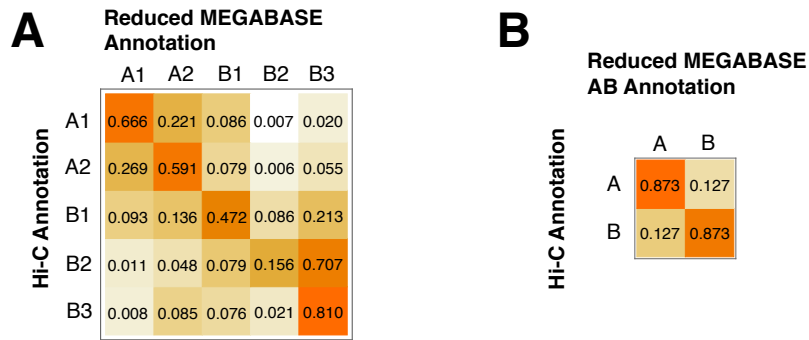 A
Reduced MEGABASE
Annotation
A1 A2 B1 B2 B3
Hi-C Annotation
A1 0.666 0.221 0.086 0.007 0.020
A2 0.269 0.591 0.079 0.006 0.055
B1 0.093 0.136 0.472 0.086 0.213
B2 0.011 0.048 0.079 0.156 0.707
B3 0.008 0.085 0.076 0.021 0.810
B
Reduced MEGABASE
AB Annotation
A B
Hi-C Annotation
A 0.873 0.127
B 0.127 0.873